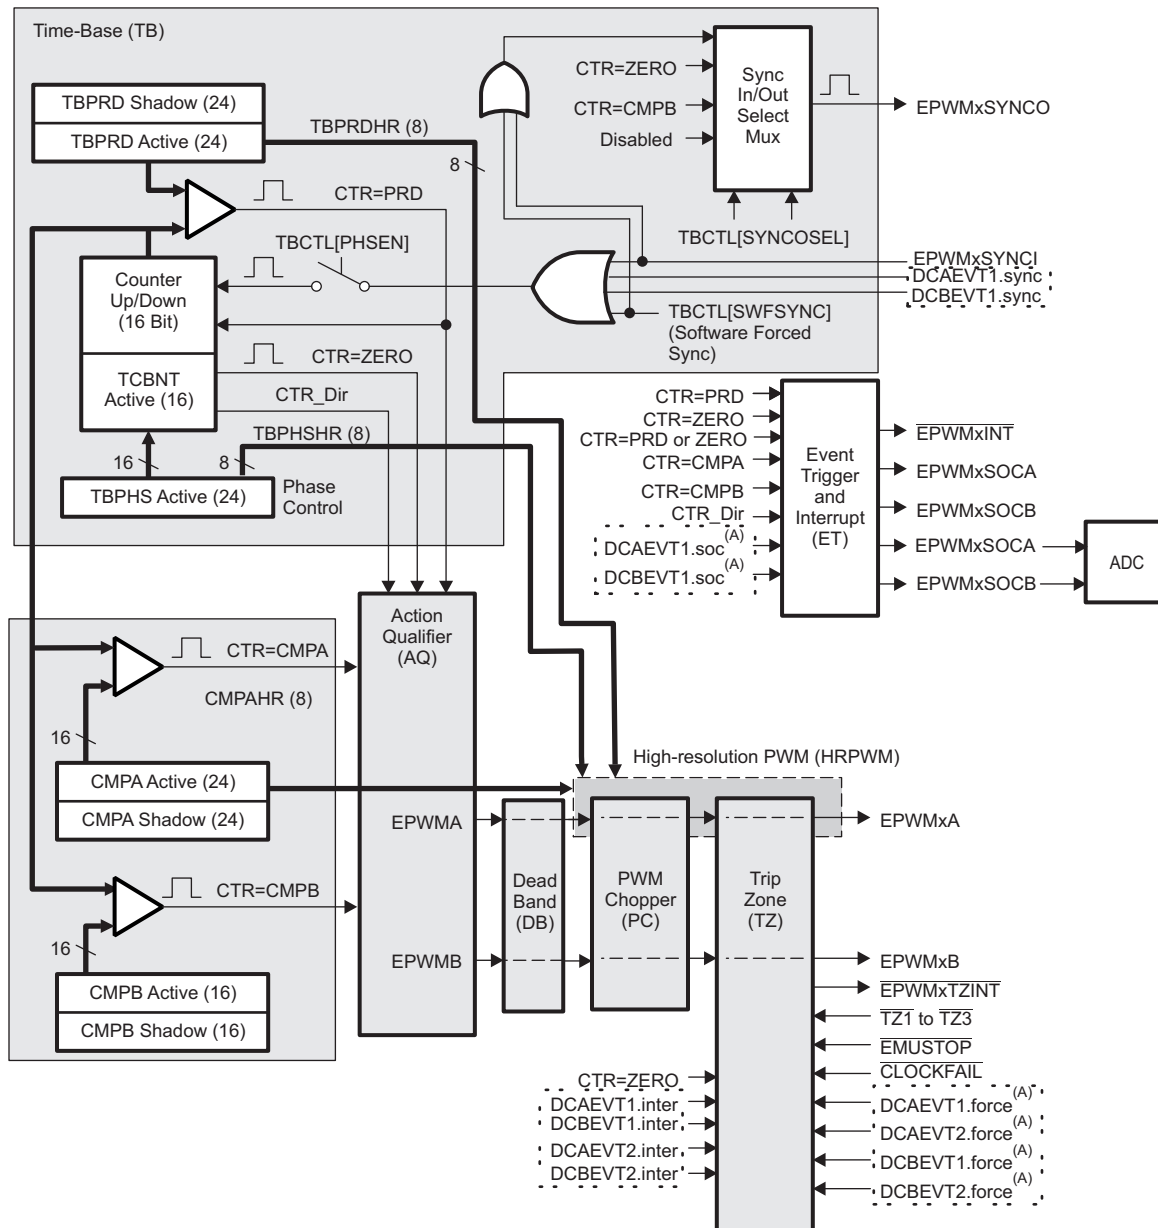 Time-Base (TB)
TBPRD Shadow (24)
TBPRD Active (24)
TBPRDHR (8)
8
CTR=PRD
TBCTL[PHSEN]
Counter
Up/Down
(16 Bit)
TCBNT
Active (16)
CTR=ZERO
CTR_Dir
TBPHSHR (8)
16
8
TBPHS Active (24)
Phase
Control
CTR=ZERO
CTR=CMPB
Disabled
Sync
In/Out
Select
Mux
EPWMxSYNCO
TBCTL[SYNCOSEL]
EPWMxSYNCI
DCAEVT1.sync
DCBEVT1.sync
TBCTL[SWFSYNC]
(Software Forced
Sync)
CTR=PRD
CTR=ZERO
CTR=PRD or ZERO
CTR=CMPA
CTR=CMPB
CTR_Dir
DCAEVT1.soc(A)
DCBEVT1.soc(A)
Event
Trigger
and
Interrupt
(ET)
EPWMxINT
EPWMxSOCA
EPWMxSOCB
EPWMxSOCA
EPWMxSOCB
ADC
Action
Qualifier
(AQ)
CTR=CMPA
CMPAHR (8)
16
CMPA Active (24)
CMPA Shadow (24)
CTR=CMPB
16
CMPB Active (16)
CMPB Shadow (16)
EPWMA
EPWMB
High-resolution PWM (HRPWM)
Dead
Band
(DB)
PWM
Chopper
(PC)
Trip
Zone
(TZ)
EPWMxA
EPWMxB
EPWMxTZINT
TZ1 to TZ3
EMUSTOP
CLOCKFAIL
DCAEVT1.force(A)
DCAEVT2.force(A)
DCBEVT1.force(A)
DCBEVT2.force(A)
CTR=ZERO
DCAEVT1.inter
DCBEVT1.inter
DCAEVT2.inter
DCBEVT2.inter